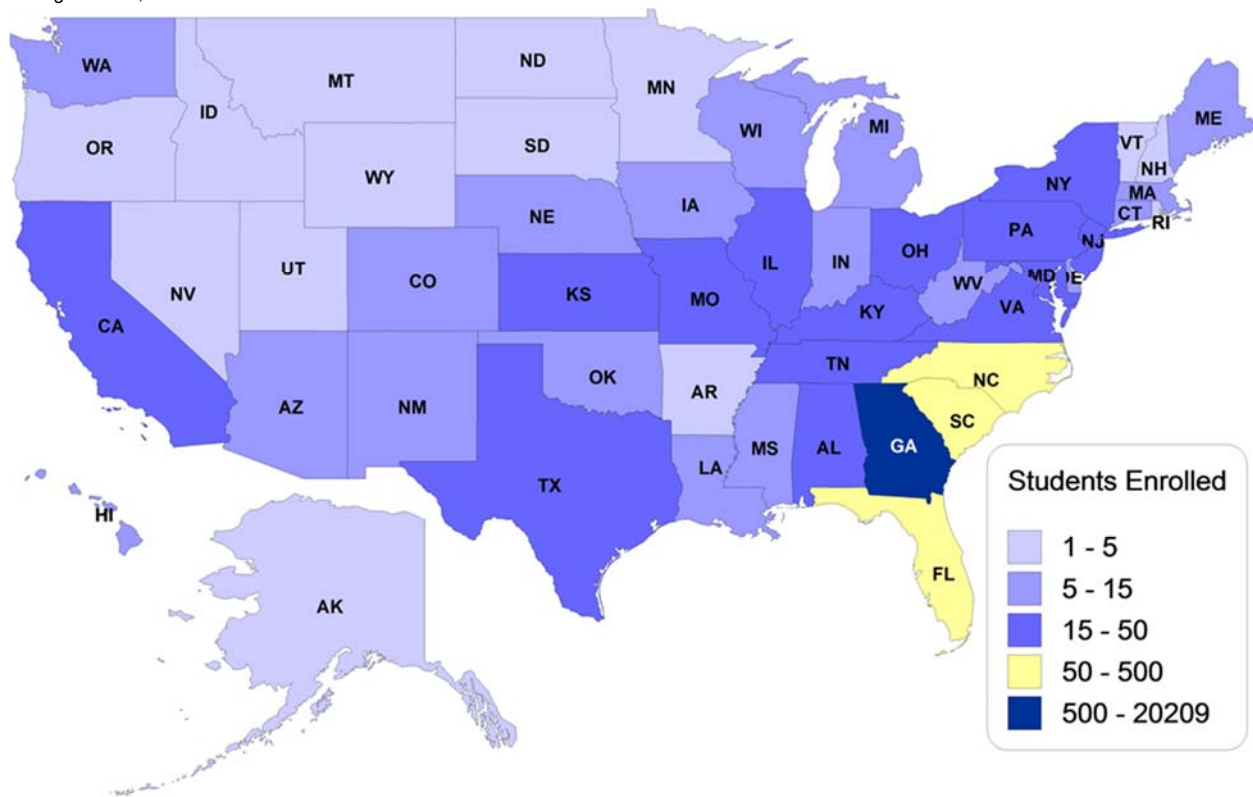 WA
MT
ND
MN
ID
OR
SD
WY
WI
MI
ME
VT
NH
NY
MA
CT
RI
NE
IA
PA
NJ
NV
UT
CO
IL
IN
OH
MD
WV
VA
CA
KS
MO
KY
TN
NC
AZ
NM
OK
AR
SC
TX
LA
MS
AL
GA
HI
AK
FL
Students Enrolled
1 - 5
5 - 15
15 - 50
50 - 500
500 - 20209